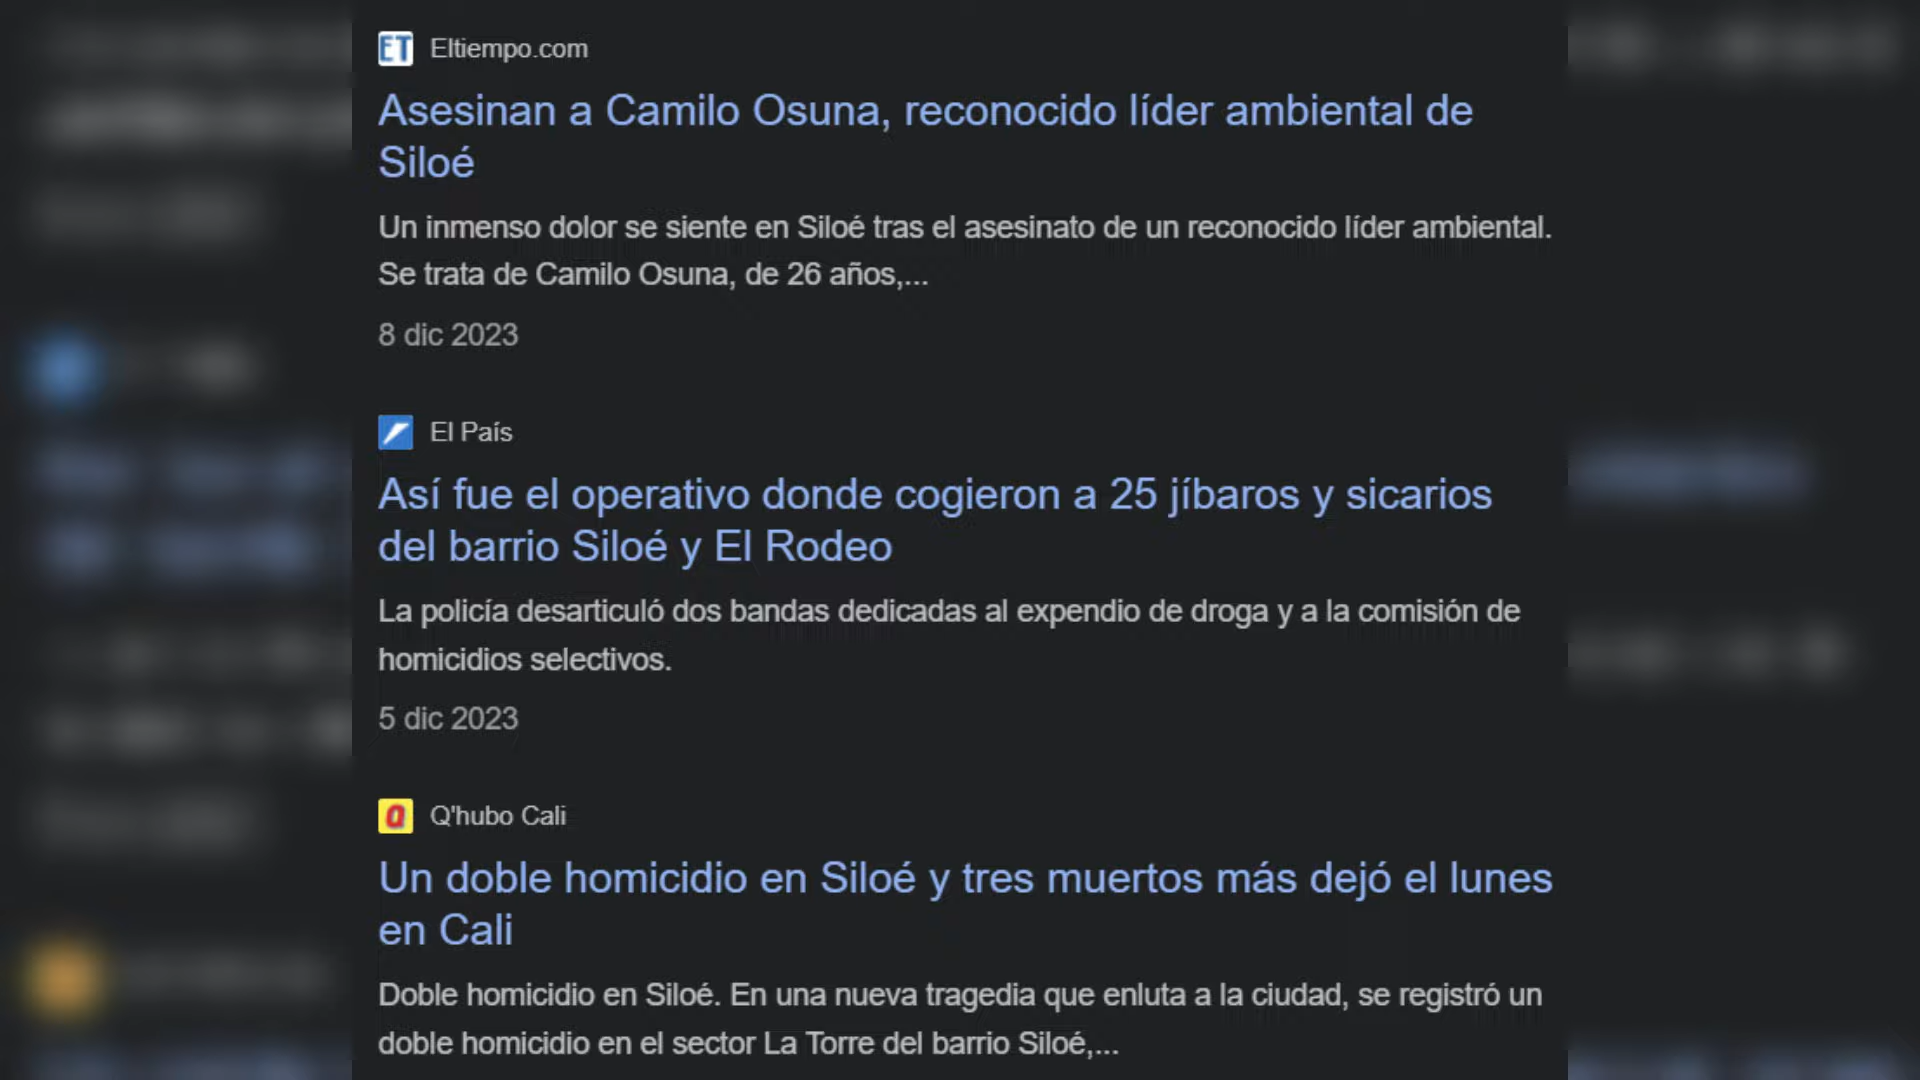 ET Eltiempo.com
Asesinan a Camilo Osuna, reconocido líder ambiental de
Siloé
Un inmenso dolor se siente en Siloé tras el asesinato de un reconocido líder ambiental.
Se trata de Camilo Osuna, de 26 años,...
8 dic 2023
El País
Así fue el operativo donde cogieron a 25 jíbaros y sicarios
del barrio Siloé y El Rodeo
La policía desarticuló dos bandas dedicadas al expendio de droga y a la comisión de
homicidios selectivos.
5 dic 2023
Q Q'hubo Cali
Un doble homicidio en Siloé y tres muertos más dejó el lunes
en Cali
Doble homicidio en Siloé. En una nueva tragedia que enluta a la ciudad, se registró un
doble homicidio en el sector La Torre del barrio Siloé,...